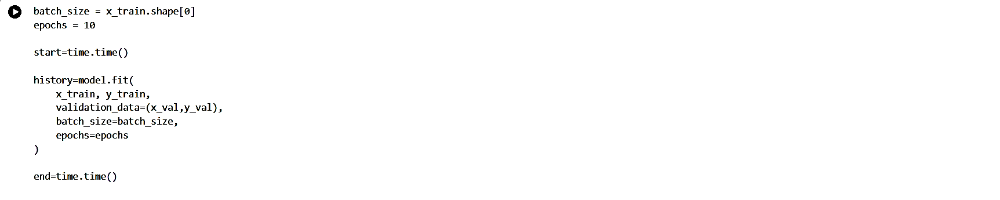 batch_size = x_train.shape[0]
epochs = 10
start=time.time()
history=model.fit(
    x_train, y_train,
    validation_data=(x_val,y_val),
    batch_size=batch_size,
    epochs=epochs
)
end=time.time()